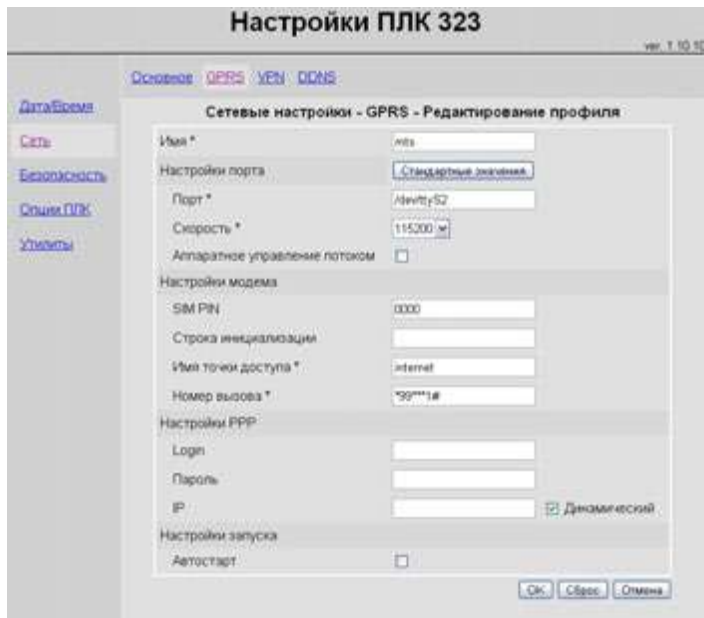 Настройки ПЛК 323
ver. 1.10.10
Основное GPRS VPN DDNS
Дата/Время
Сеть
Безопасность
Опции ПЛК
Утилиты
Сетевые настройки - GPRS - Редактирование профиля
Имя * mts
Настройки порта Стандартные значения
Порт * /dev/ttyS2
Скорость * 115200
Аппаратное управление потоком
Настройки модема
SIM PIN 0000
Строка инициализации
Имя точки доступа * internet
Номер вызова * *99***1#
Настройки PPP
Login
Пароль
IP Динамический
Настройки запуска
Автостарт
OK Сброс Отмена